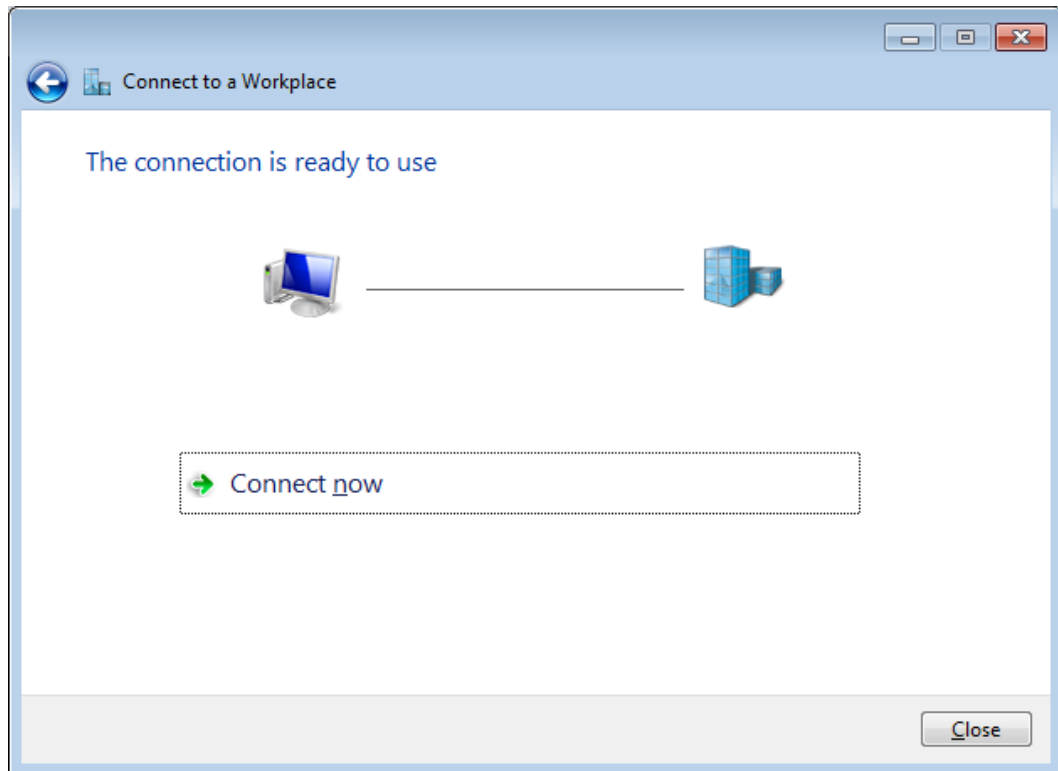 Connect to a Workplace
The connection is ready to use
Connect now
Close